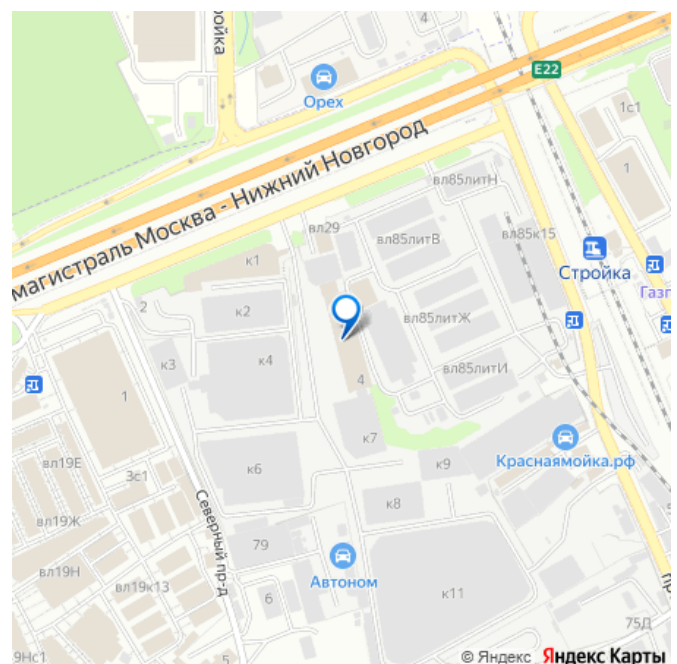 4
ройка
Орех
E22
1с1
1
магистраль Москва - Нижний Новгород
вл85литН
вл29
вл85литВ
вл85к15
к1
Стройка
2
к2
вл85литЖ
Газп
к3
к4
1
4
вл85литИ
к7
вл19Е
3с1
к6
к9
Краснаямойка.рф
вл19Ж
к8
Северный пр-д
79
Автоном
вл19Н
вл19к13
6
к11
75Д
9Нс1
5
© Яндекс Яндекс Карты